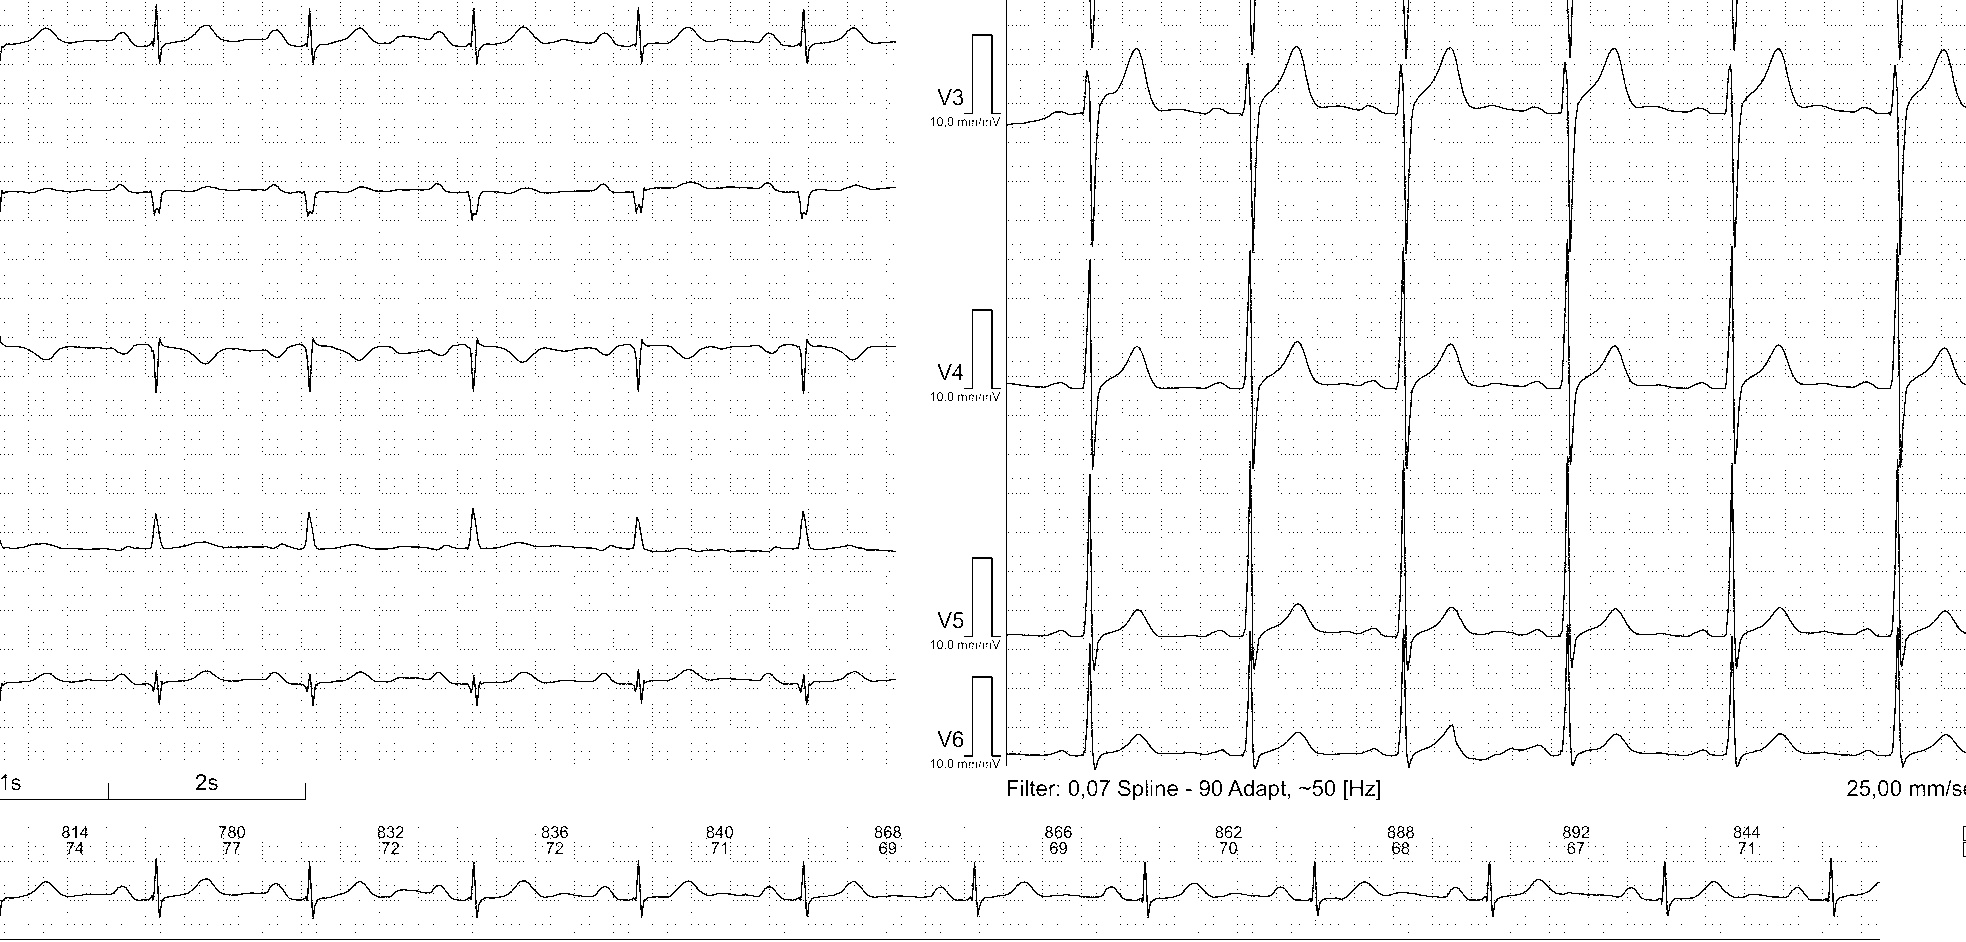 V3
10,0 mm/mV
V4
10.0 mm/mV
V5
10.0 mm/mV
V6
10.0 mm/mV
1s 2s
Filter: 0,07 Spline - 90 Adapt, ~50 [Hz] 25,00 mm/se
814 780 832 836 840 868 866 862 888 892 844
74 77 72 72 71 69 69 70 68 67 71